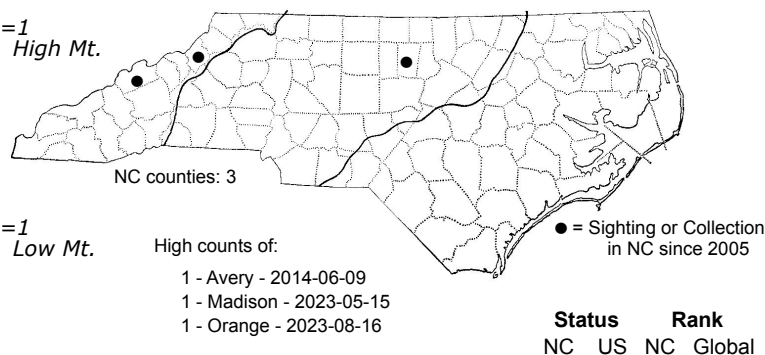 =1
High Mt.
NC counties: 3
=1
Low Mt.
High counts of:
1 - Avery - 2014-06-09
1 - Madison - 2023-05-15
1 - Orange - 2023-08-16
● = Sighting or Collection
in NC since 2005
Status Rank
NC US NC Global